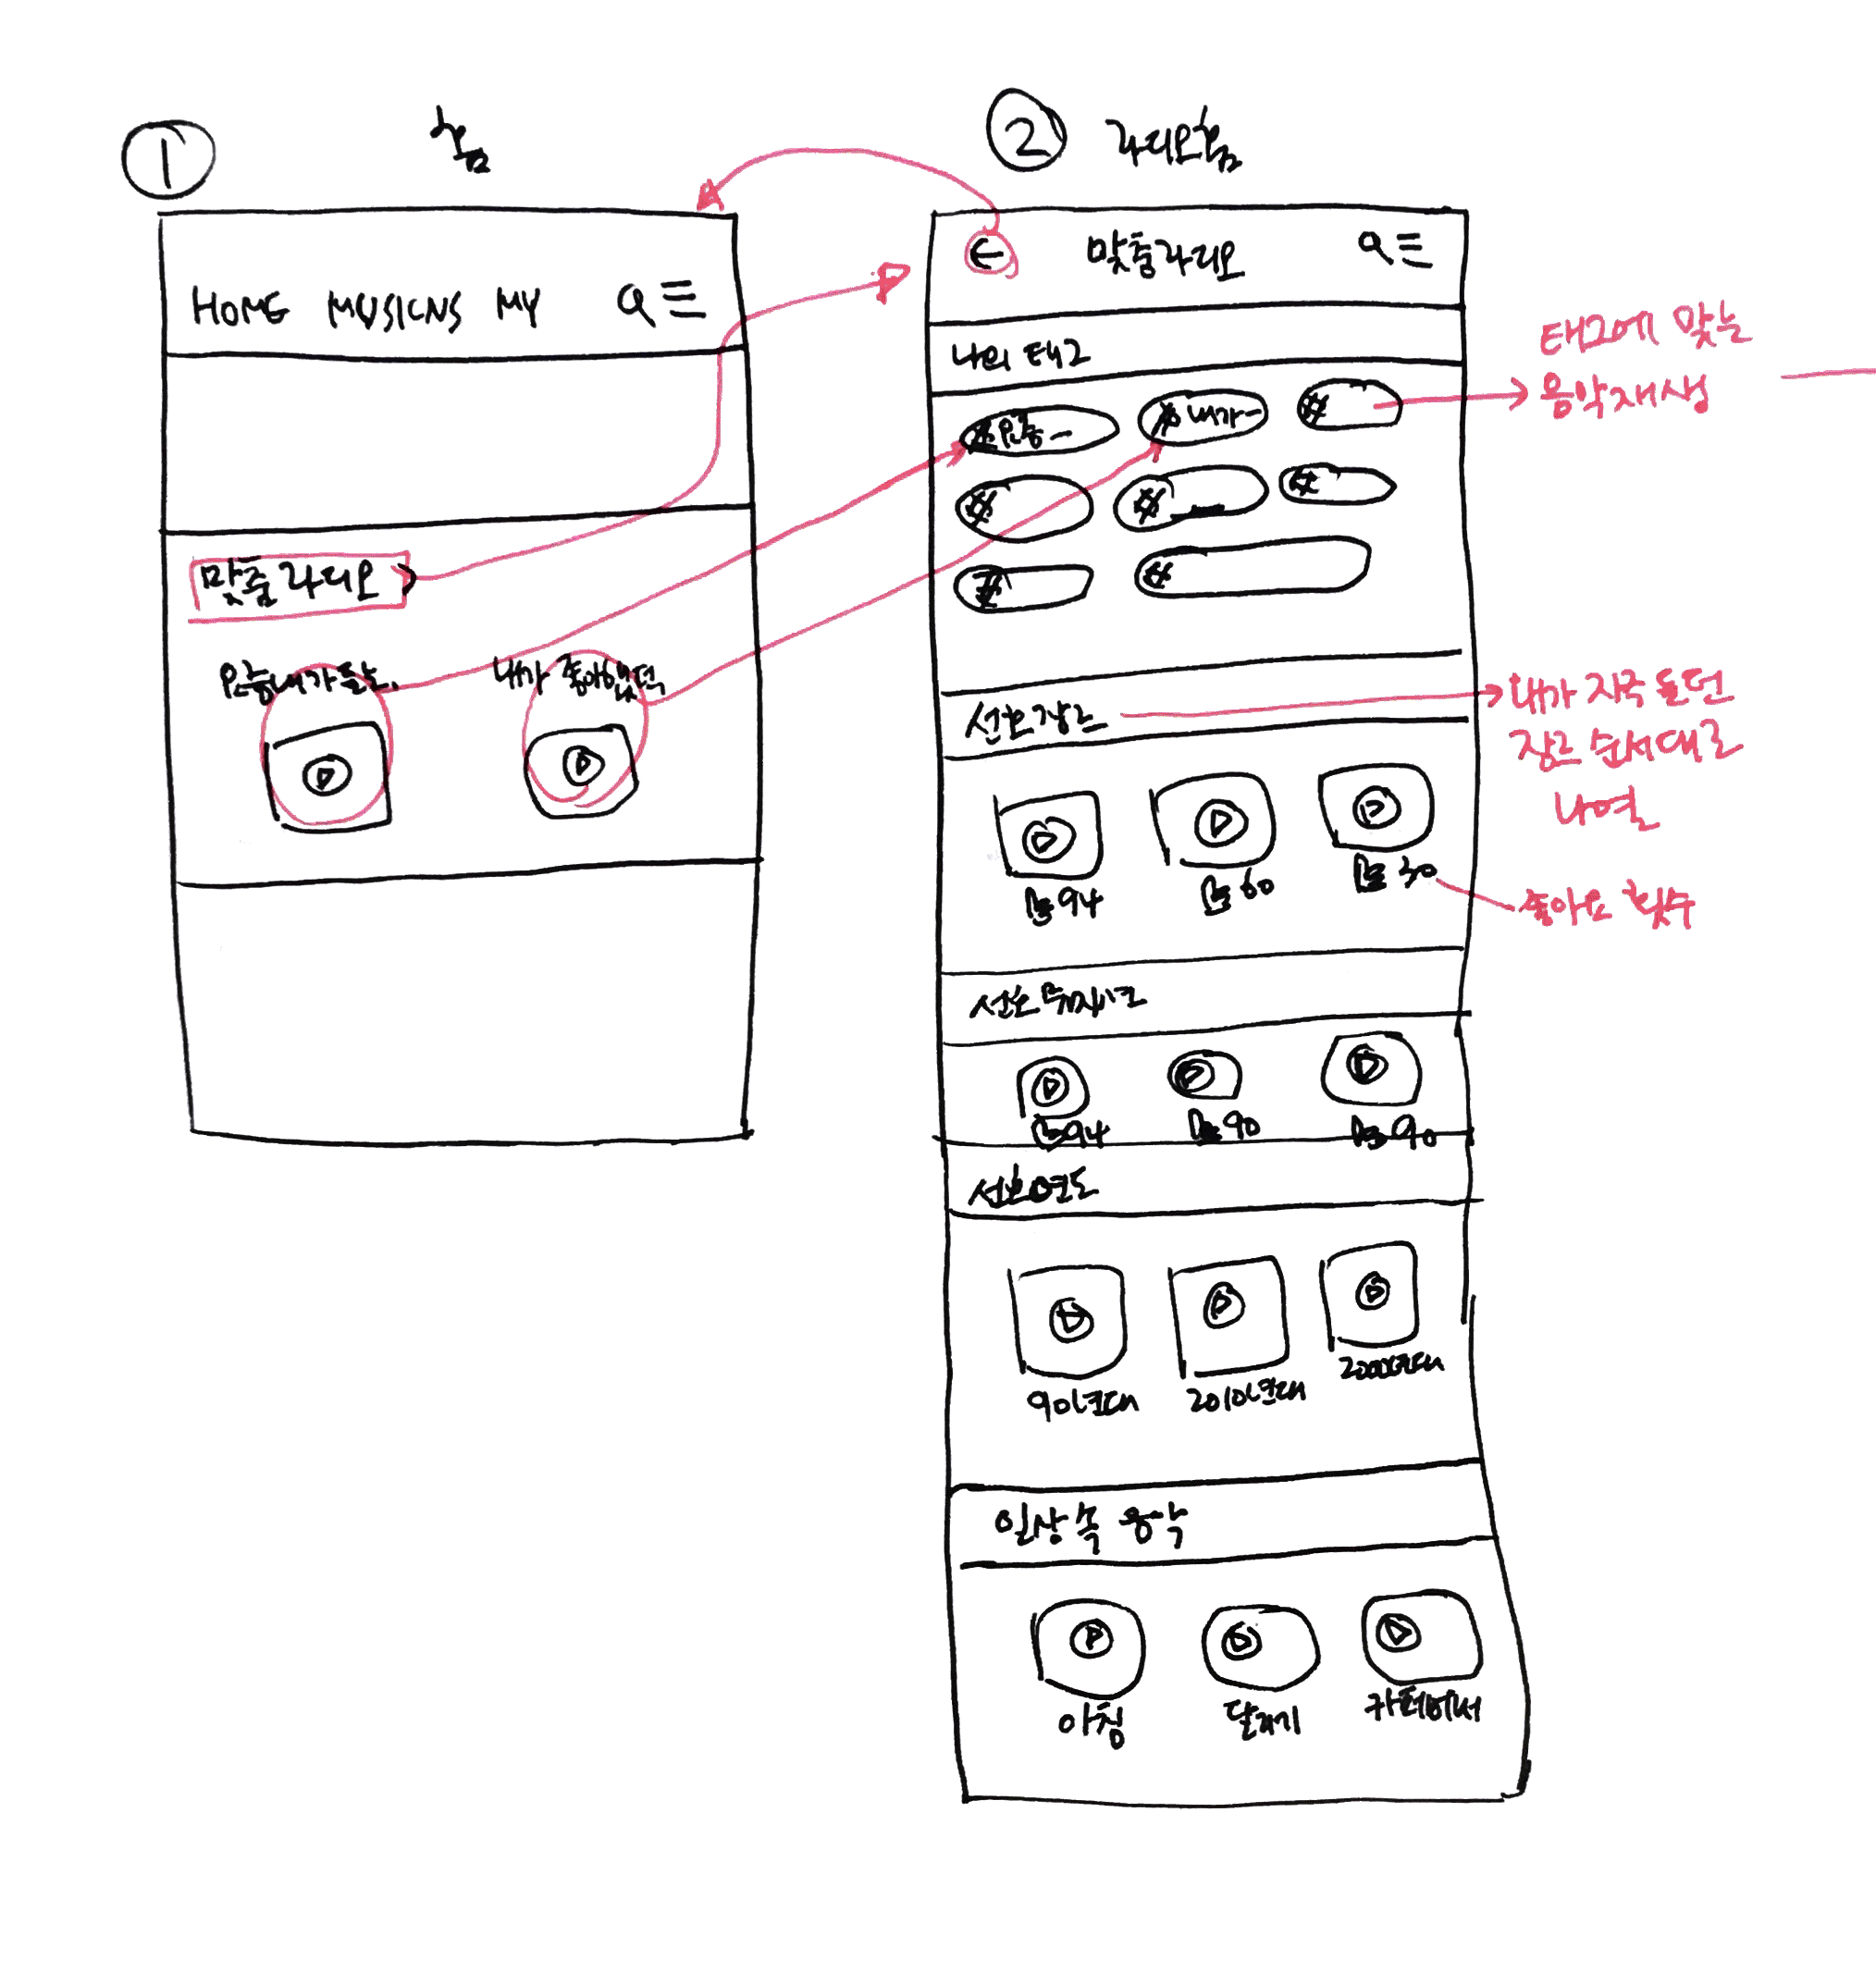 1 홈
HOME MUSICNS MY
맞춤 라디오 >
요즘 내가 듣는
내가 좋아했던
2 라디오홈
← 맞춤라디오
나의 태그
#요즘- #내가- #
# # #
# #
태그에 맞는
음악재생
선호장르
내가 자주 듣던
장르 순서대로
나열
94 60 30
좋아요 횟수
선호 뮤지션
94 90 90
선호연도
90년대 2010년대 2000년대
일상 속 음악
아침 달리기 카페에서